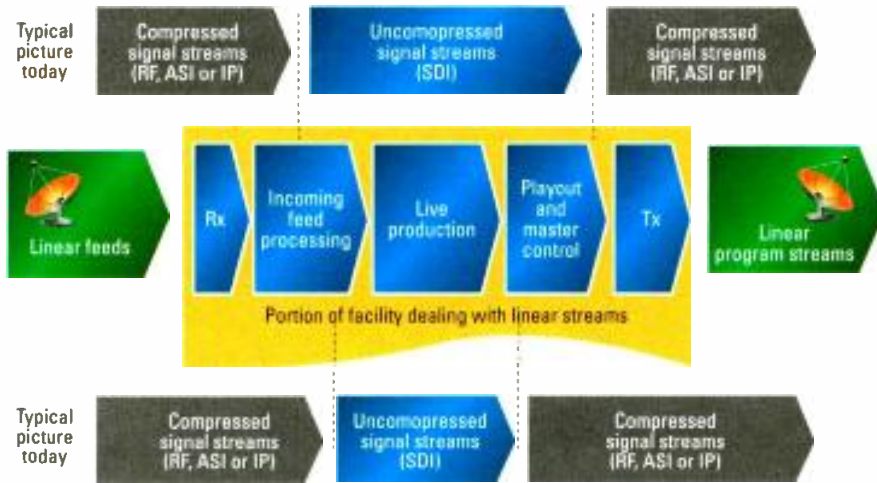 Typical
picture
today
Compressed
signal streams
(RF, ASI or IP)
Uncomopressed
signal streams
(SDI)
Compressed
signal streams
(RF, ASI or IP)
Linear feeds
Rx
Incoming
feed
processing
Live
production
Playout
and
master
control
Tx
Linear
program streams
Portion of facility dealing with linear streams
Typical
picture
today
Compressed
signal streams
(RF, ASI or IP)
Uncomopressed
signal streams
(SDI)
Compressed
signal streams
(RF, ASI or IP)